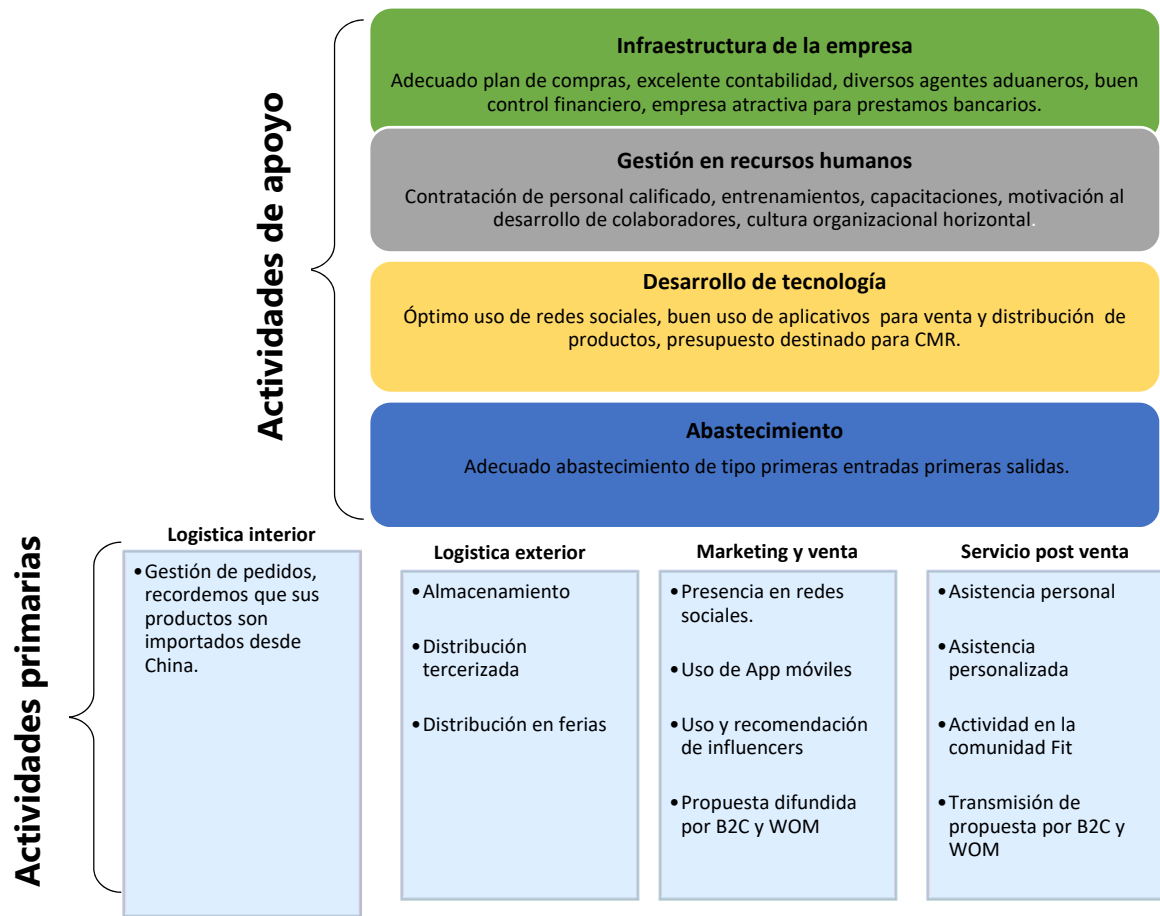 Actividades de apoyo
Infraestructura de la empresa
Adecuado plan de compras, excelente contabilidad, diversos agentes aduaneros, buen
control financiero, empresa atractiva para prestamos bancarios.
Gestión en recursos humanos
Contratación de personal calificado, entrenamientos, capacitaciones, motivación al
desarrollo de colaboradores, cultura organizacional horizontal.
Desarrollo de tecnología
Óptimo uso de redes sociales, buen uso de aplicativos para venta y distribución de
productos, presupuesto destinado para CMR.
Abastecimiento
Adecuado abastecimiento de tipo primeras entradas primeras salidas.
Actividades primarias
Logistica interior
•Gestión de pedidos,
recordemos que sus
productos son
importados desde
China.
Logistica exterior
•Almacenamiento
•Distribución
tercerizada
•Distribución en ferias
Marketing y venta
•Presencia en redes
sociales.
•Uso de App móviles
•Uso y recomendación
de influencers
•Propuesta difundida
por B2C y WOM
Servicio post venta
•Asistencia personal
•Asistencia
personalizada
•Actividad en la
comunidad Fit
•Transmisión de
propuesta por B2C y
WOM